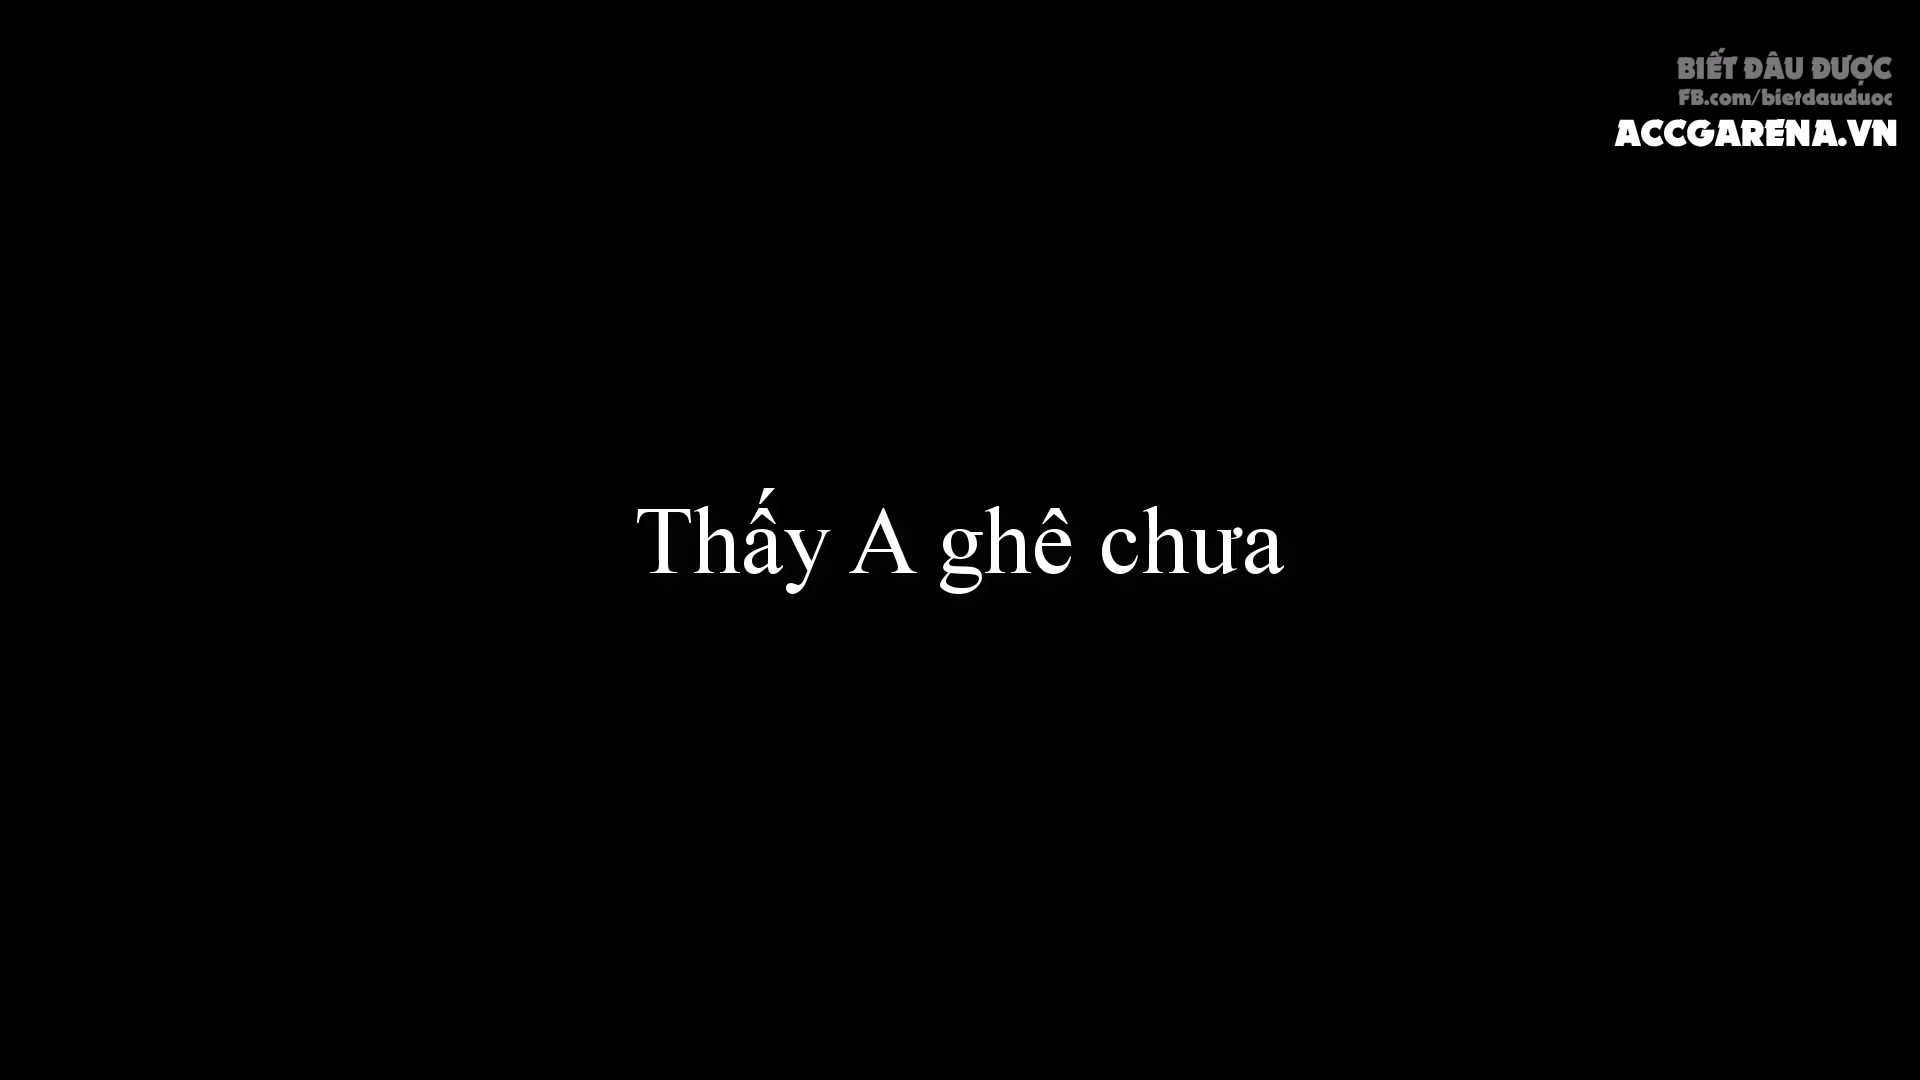 BIẾT ĐÂU ĐƯỢC
FB.com/bietdauduoc
ACCGARENA.VN
Thấy A ghê chưa